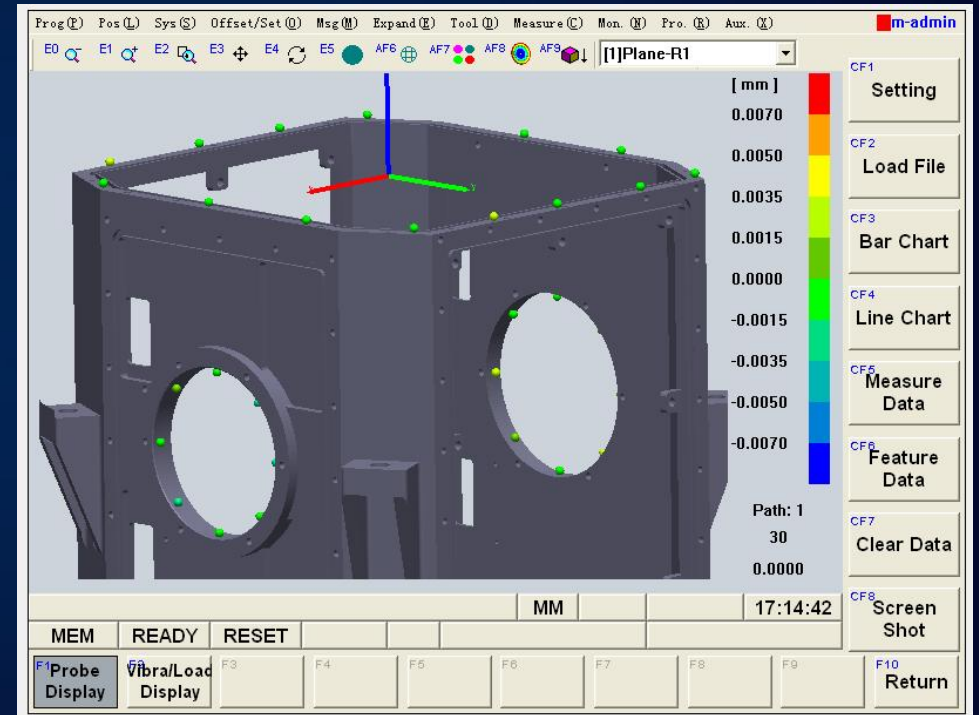 Prog(P) Pos(L) Sys(S) Offset/Set(O) Msg(M) Expand(E) Tool(D) Measure(C) Mon.(N) Pro.(R) Aux.(X) m-admin
E0 E1 E2 E3 E4 E5 AF6 AF7 AF8 AF9 [1]Plane-R1
[ mm ]
0.0070
0.0050
0.0035
0.0015
0.0000
-0.0015
-0.0035
-0.0050
-0.0070
Path: 1
30
0.0000
CF1
Setting
CF2
Load File
CF3
Bar Chart
CF4
Line Chart
CF5
Measure
Data
CF6
Feature
Data
CF7
Clear Data
CF8
Screen
Shot
MM 17:14:42
MEM READY RESET
F1 Probe
Display
F2 Vibra/Load
Display
F3
F4
F5
F6
F7
F8
F9
F10
Return